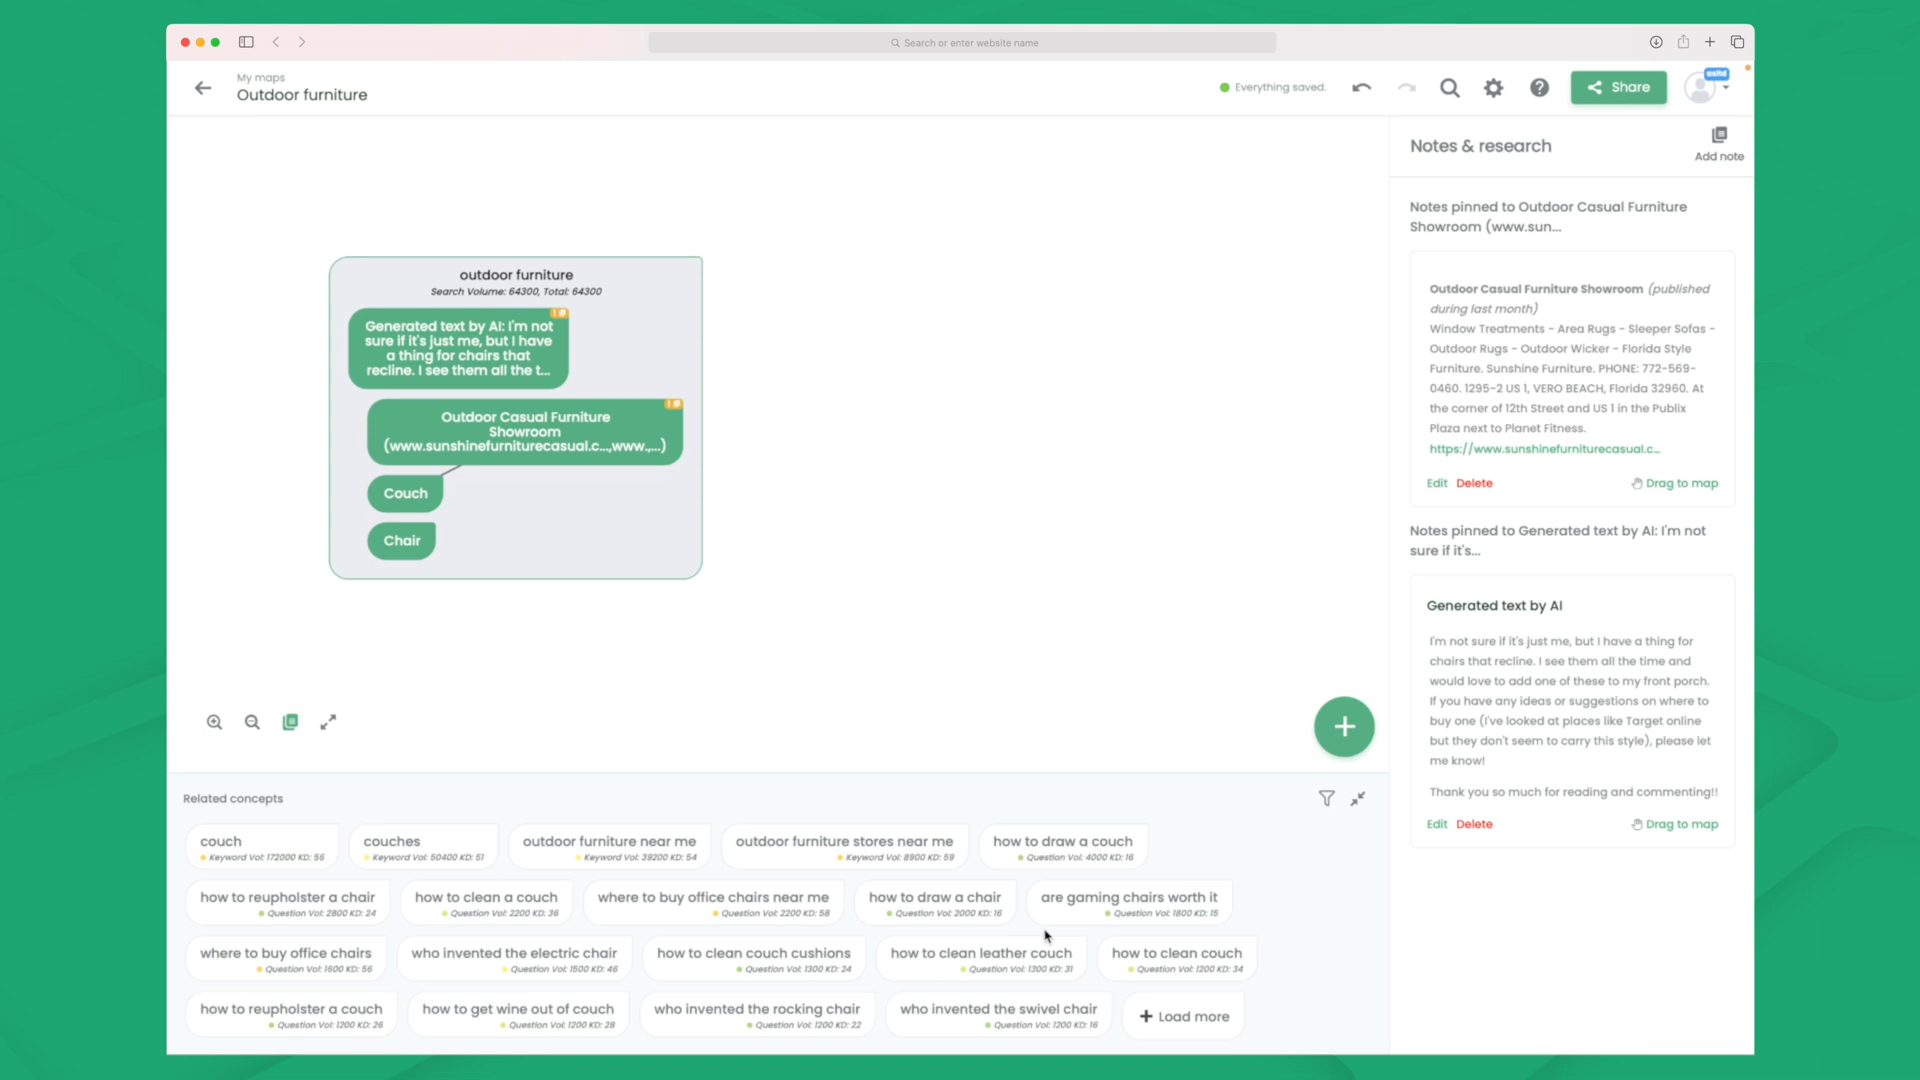 Search or enter website name
My maps
Outdoor furniture
Everything saved.
Share
asitd
Notes & research
Add note
outdoor furniture
Search Volume: 64300, Total: 64300
Generated text by AI: I'm not
sure if it's just me, but I have
a thing for chairs that
recline. I see them all the t...
Outdoor Casual Furniture
Showroom
(www.sunshinefurniturecasual.c...,www.,...)
Couch
Chair
Notes pinned to Outdoor Casual Furniture
Showroom (www.sun...
Outdoor Casual Furniture Showroom (published
during last month)
Window Treatments - Area Rugs - Sleeper Sofas -
Outdoor Rugs - Outdoor Wicker - Florida Style
Furniture. Sunshine Furniture. PHONE: 772-569-
0460. 1295-2 US 1, VERO BEACH, Florida 32960. At
the corner of 12th Street and US 1 in the Publix
Plaza next to Planet Fitness.
https://www.sunshinefurniturecasual.c...
Edit Delete Drag to map
Notes pinned to Generated text by AI: I'm not
sure if it's...
Generated text by AI
I'm not sure if it's just me, but I have a thing for
chairs that recline. I see them all the time and
would love to add one of these to my front porch.
If you have any ideas or suggestions on where to
buy one (I've looked at places like Target online
but they don't seem to carry this style), please let
me know!
Thank you so much for reading and commenting!!
Edit Delete Drag to map
Related concepts
couch
Keyword Vol: 172000 KD: 56
couches
Keyword Vol: 50400 KD: 51
outdoor furniture near me
Keyword Vol: 39200 KD: 54
outdoor furniture stores near me
Keyword Vol: 8900 KD: 59
how to draw a couch
Question Vol: 4000 KD: 16
how to reupholster a chair
Question Vol: 2800 KD: 24
how to clean a couch
Question Vol: 2200 KD: 36
where to buy office chairs near me
Question Vol: 2200 KD: 58
how to draw a chair
Question Vol: 2000 KD: 16
are gaming chairs worth it
Question Vol: 1800 KD: 15
where to buy office chairs
Question Vol: 1600 KD: 56
who invented the electric chair
Question Vol: 1500 KD: 46
how to clean couch cushions
Question Vol: 1300 KD: 24
how to clean leather couch
Question Vol: 1300 KD: 31
how to clean couch
Question Vol: 1200 KD: 34
how to reupholster a couch
Question Vol: 1200 KD: 26
how to get wine out of couch
Question Vol: 1200 KD: 28
who invented the rocking chair
Question Vol: 1200 KD: 22
who invented the swivel chair
Question Vol: 1200 KD: 16
Load more